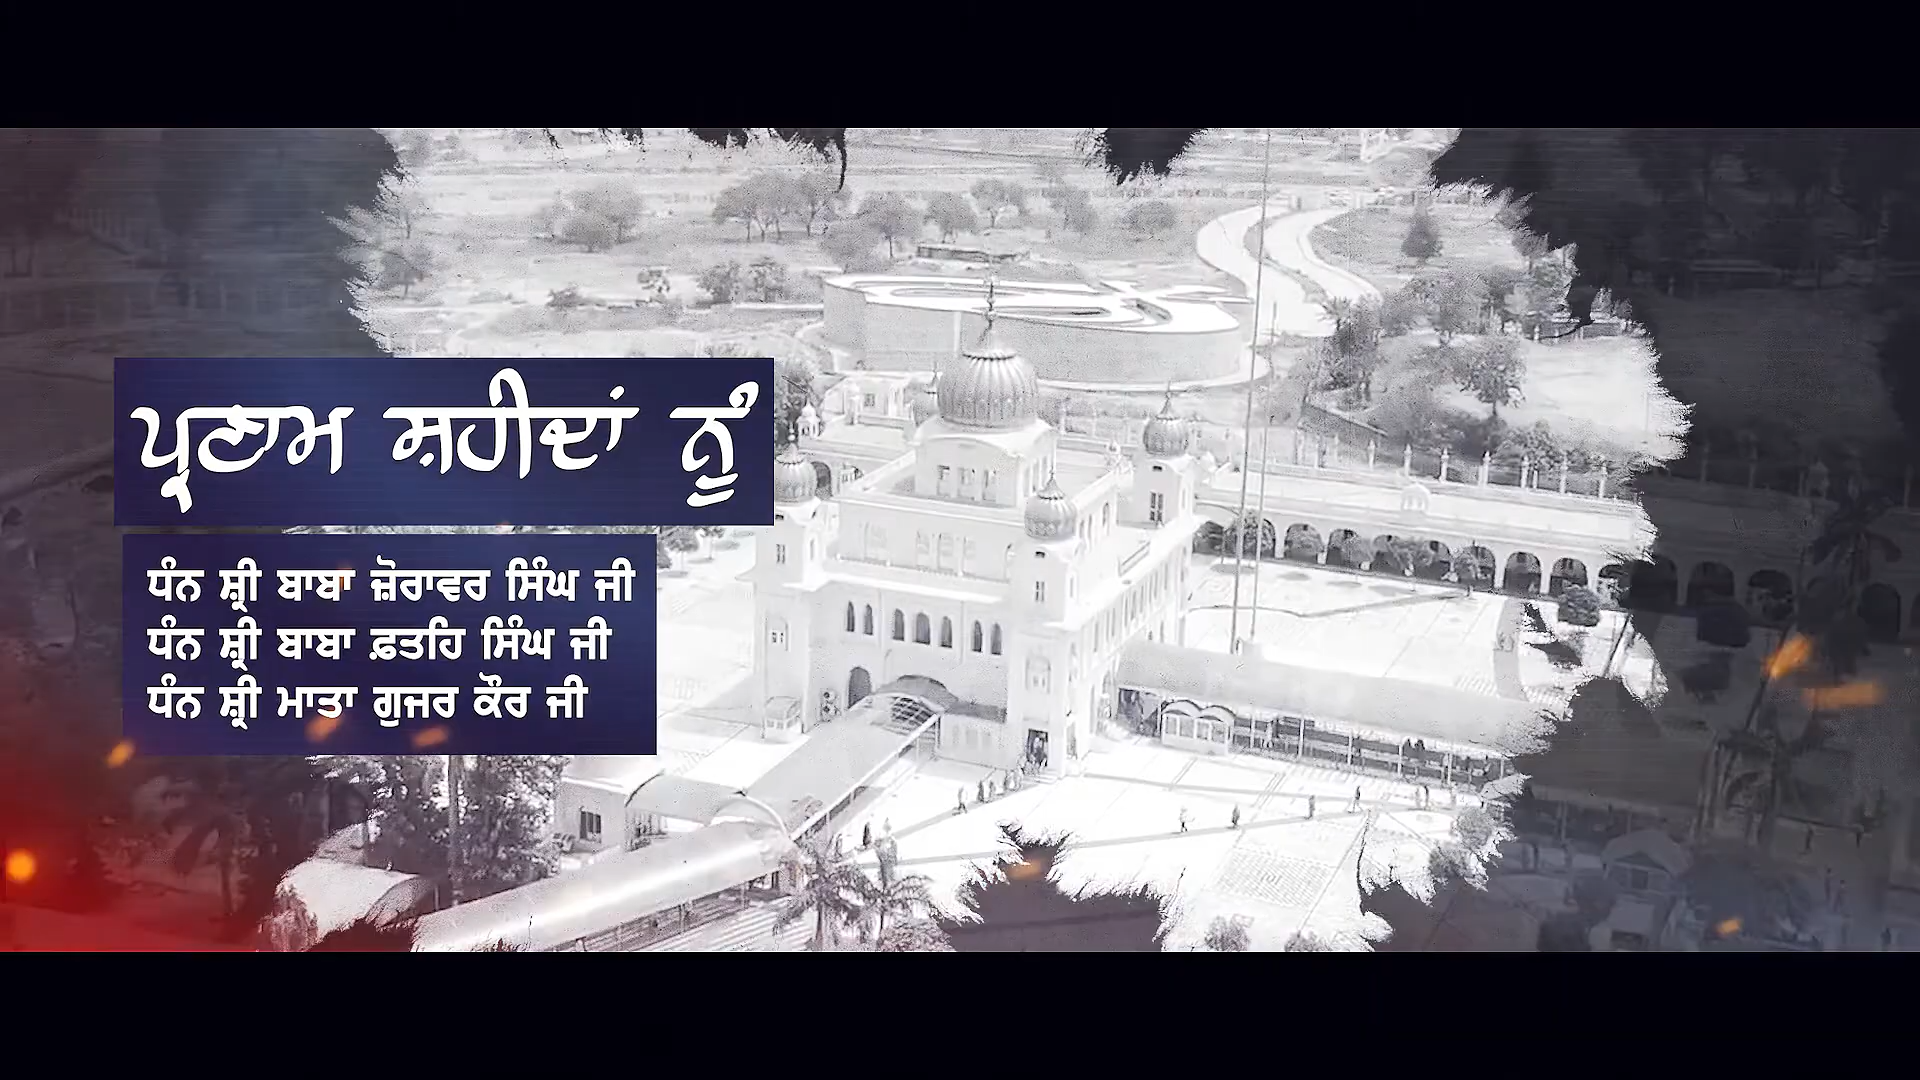 ਪ੍ਰਣਾਮ ਸ਼ਹੀਦਾਂ ਨੂੰ
ਧੰਨ ਸ਼੍ਰੀ ਬਾਬਾ ਜ਼ੋਰਾਵਰ ਸਿੰਘ ਜੀ
ਧੰਨ ਸ਼੍ਰੀ ਬਾਬਾ ਫ਼ਤਹਿ ਸਿੰਘ ਜੀ
ਧੰਨ ਸ਼੍ਰੀ ਮਾਤਾ ਗੁਜਰ ਕੌਰ ਜੀ